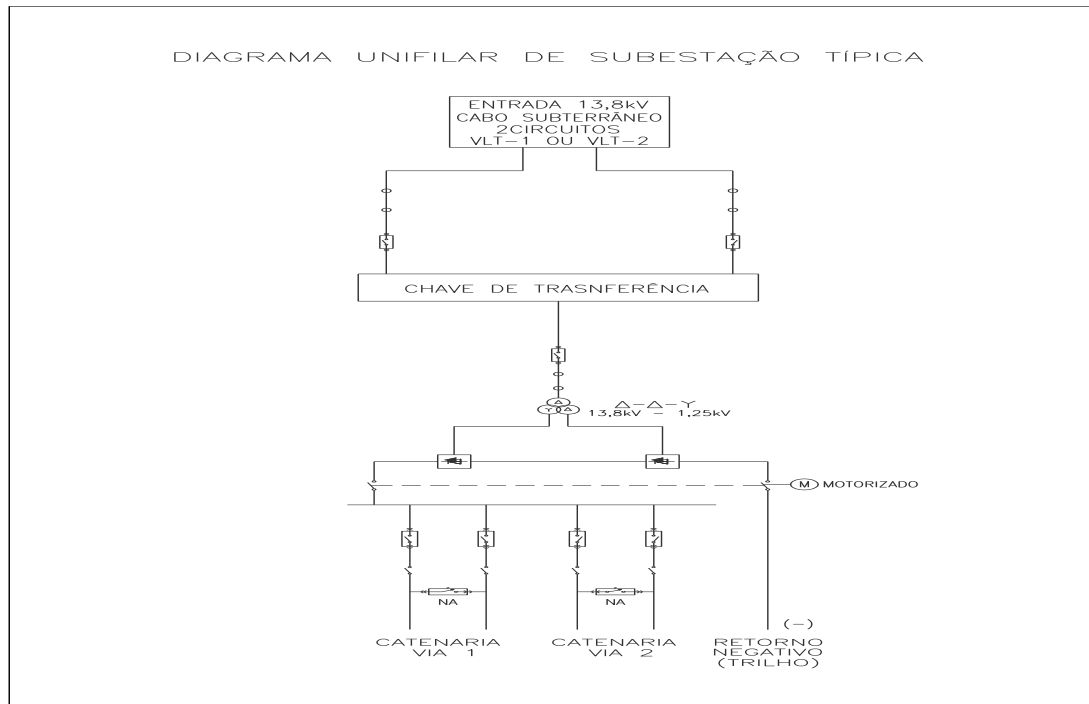 DIAGRAMA UNIFILAR DE SUBESTAÇÃO TÍPICA
ENTRADA 13,8kV
CABO SUBTERRÂNEO
2CIRCUITOS
VLT-1 OU VLT-2
CHAVE DE TRASNFERÊNCIA
Δ-Δ-Y
13,8kV - 1,25kV
M MOTORIZADO
NA
NA
CATENARIA
VIA 1
CATENARIA
VIA 2
(-)
RETORNO
NEGATIVO
(TRILHO)